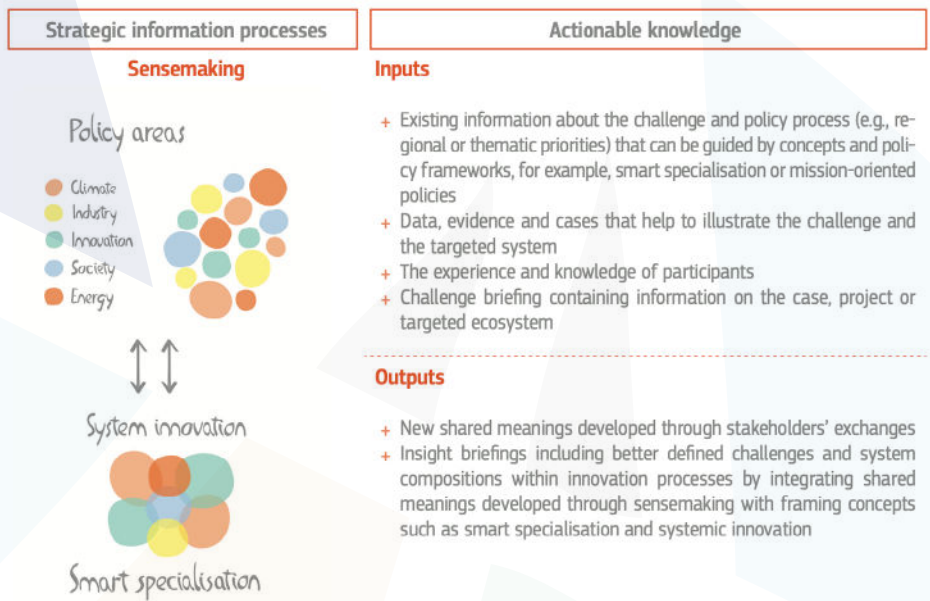 Strategic information processes
Actionable knowledge
Sensemaking
Policy areas
Climate
Industry
Innovation
Society
Energy
System innovation
Smart specialisation
Inputs
+ Existing information about the challenge and policy process (e.g., re-
gional or thematic priorities) that can be guided by concepts and poli-
cy frameworks, for example, smart specialisation or mission-oriented
policies
+ Data, evidence and cases that help to illustrate the challenge and
the targeted system
+ The experience and knowledge of participants
+ Challenge briefing containing information on the case, project or
targeted ecosystem
Outputs
+ New shared meanings developed through stakeholders' exchanges
+ Insight briefings including better defined challenges and system
compositions within innovation processes by integrating shared
meanings developed through sensemaking with framing concepts
such as smart specialisation and systemic innovation